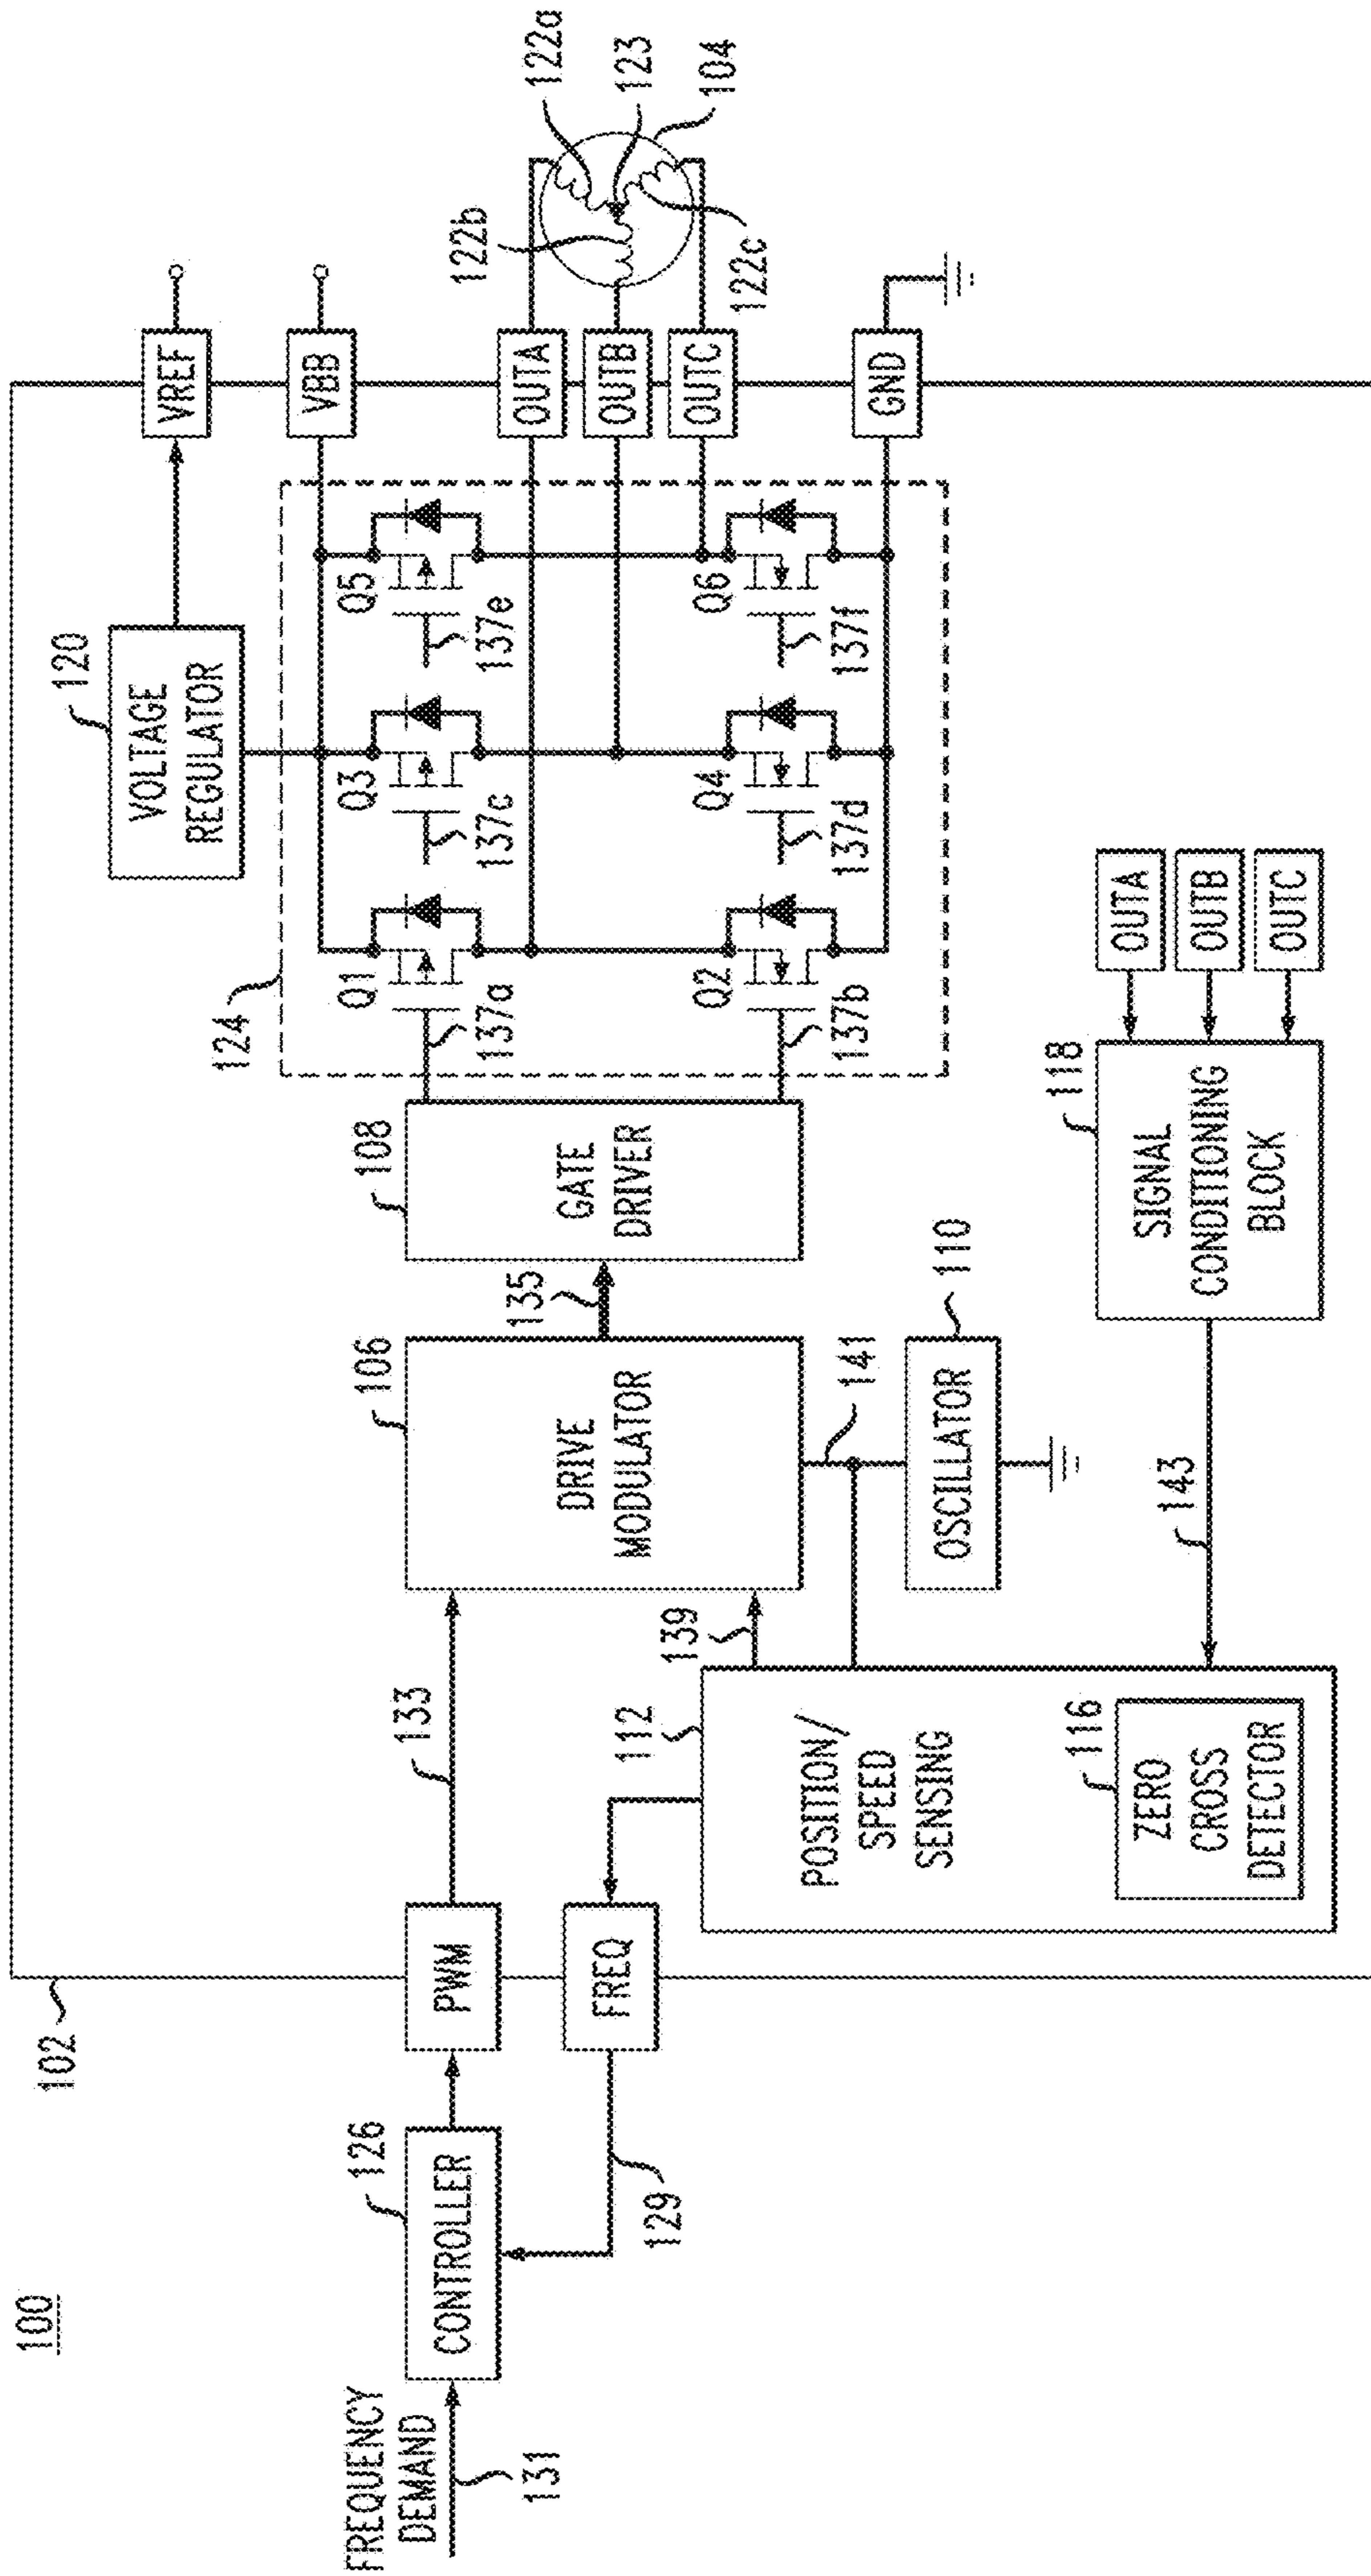 100
102
FREQUENCY
DEMAND
131
126
CONTROLLER
129
PWM
FREQ
133
112
POSITION/
SPEED
SENSING
116
ZERO
CROSS
DETECTOR
139
106
DRIVE
MODULATOR
135
141
110
OSCILLATOR
143
118
SIGNAL
CONDITIONING
BLOCK
OUTA
OUTB
OUTC
108
GATE
DRIVER
124
120
VOLTAGE
REGULATOR
Q1
137a
Q3
137c
Q5
137e
Q2
137b
Q4
137d
Q6
137f
VREF
VBB
OUTA
OUTB
OUTC
GND
122b
122a
123
104
122c